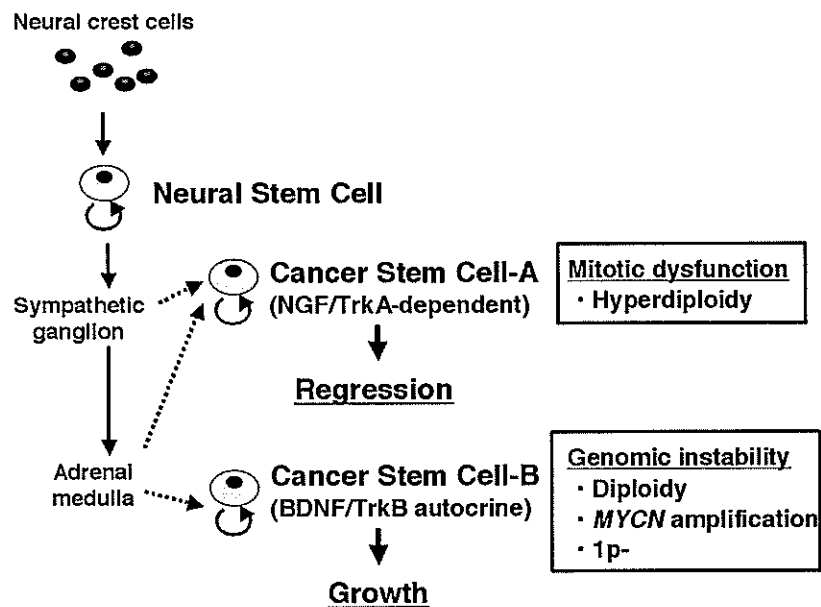 Neural crest cells
Neural Stem Cell
Sympathetic
ganglion
Cancer Stem Cell-A
(NGF/TrkA-dependent)
Regression
Mitotic dysfunction
· Hyperdiploidy
Adrenal
medulla
Cancer Stem Cell-B
(BDNF/TrkB autocrine)
Growth
Genomic instability
· Diploidy
· MYCN amplification
· 1p-